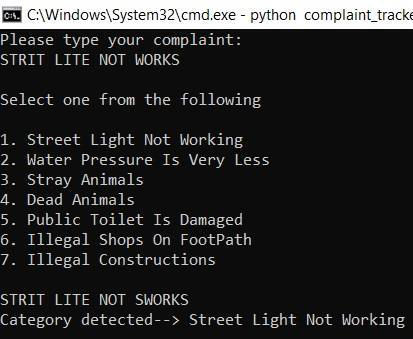 C:\Windows\System32\cmd.exe - python complaint_tracke
Please type your complaint:
STRIT LITE NOT WORKS
Select one from the following
1. Street Light Not Working
2. Water Pressure Is Very Less
3. Stray Animals
4. Dead Animals
5. Public Toilet Is Damaged
6. Illegal Shops On FootPath
7. Illegal Constructions
STRIT LITE NOT SWORKS
Category detected--> Street Light Not Working